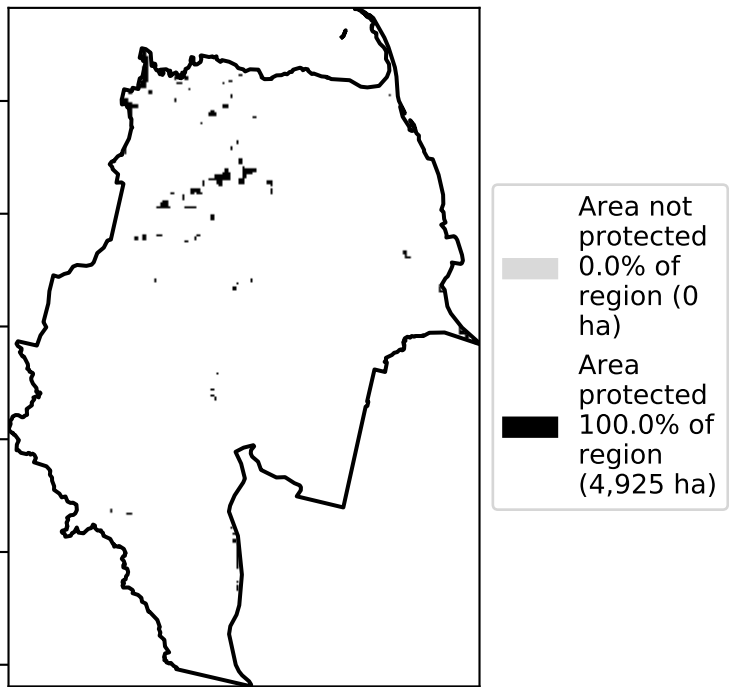 Area not
protected
0.0% of
region (0
ha)
Area
protected
100.0% of
region
(4,925 ha)